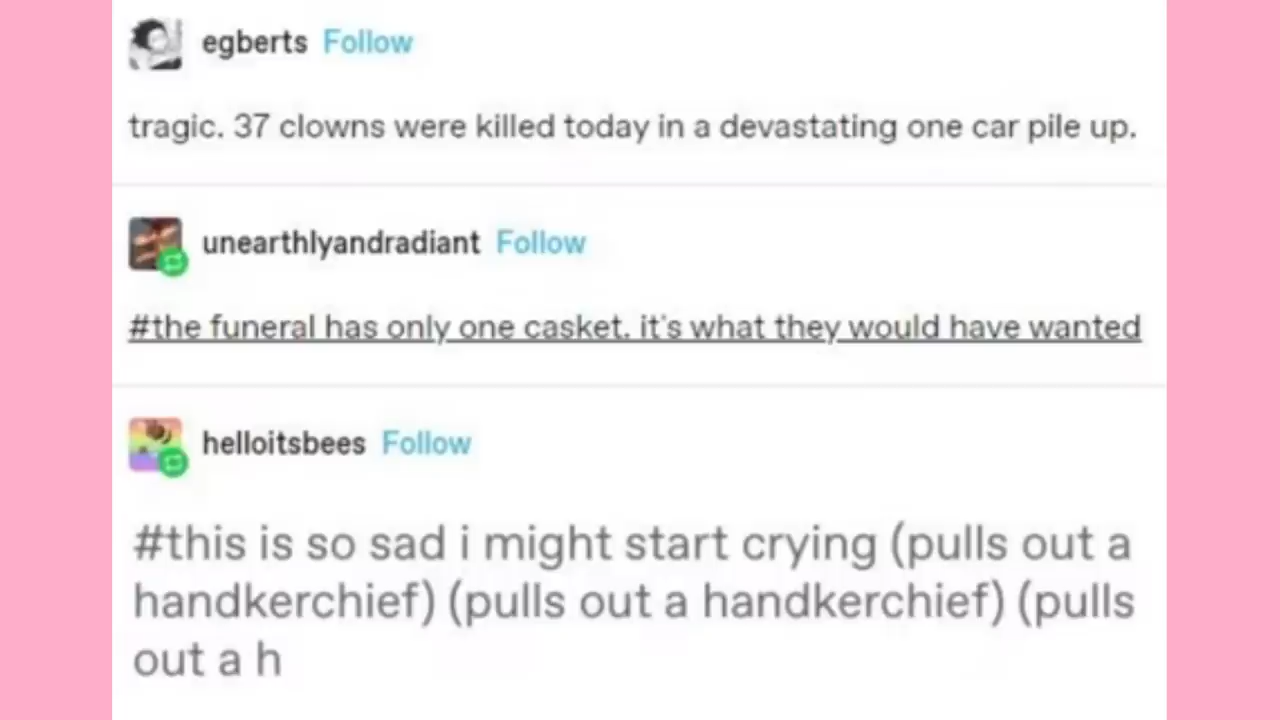 egberts Follow
tragic. 37 clowns were killed today in a devastating one car pile up.
unearthlyandradiant Follow
#the funeral has only one casket. it's what they would have wanted
helloitsbees Follow
#this is so sad i might start crying (pulls out a
handkerchief) (pulls out a handkerchief) (pulls
out a h